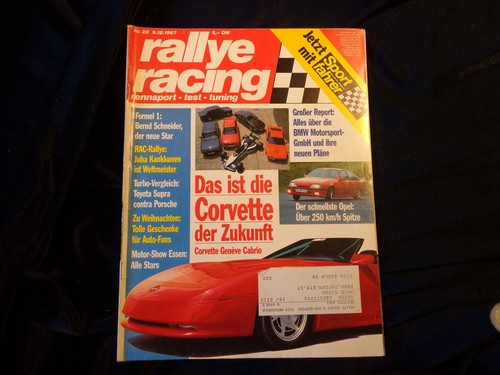 Nr. 25 9.12.1987 5,- DM
rallye
racing
rennsport - test - tuning
Jetzt
mit
Sport
fahrer
Formel 1:
Bernd Schneider,
der neue Star
RAC-Rallye:
Juha Kankkunen
ist Weltmeister
Turbo-Vergleich:
Toyota Supra
contra Porsche
Zu Weihnachten:
Tolle Geschenke
für Auto-Fans
Motor-Show Essen:
Alle Stars
Großer Report:
Alles über die
BMW Motorsport-
GmbH und ihre
neuen Pläne
Das ist die
Corvette
der Zukunft
Corvette Genève Cabrio
Der schnellste Opel:
Über 250 km/h Spitze